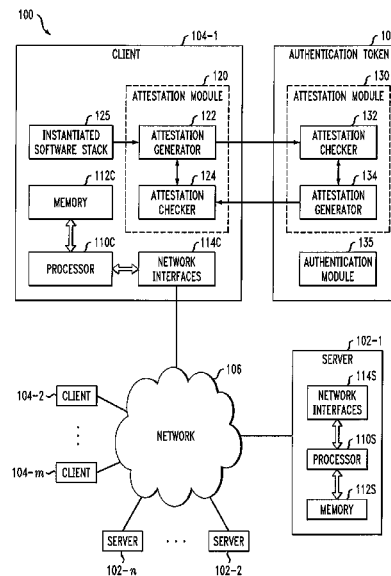 100
104-1
CLIENT
120
ATTESTATION MODULE
125
INSTANTIATED
SOFTWARE STACK
122
ATTESTATION
GENERATOR
112C
MEMORY
124
ATTESTATION
CHECKER
110C
PROCESSOR
114C
NETWORK
INTERFACES
AUTHENTICATION TOKEN
130
ATTESTATION MODULE
132
ATTESTATION
CHECKER
134
ATTESTATION
GENERATOR
135
AUTHENTICATION
MODULE
106
NETWORK
104-2
CLIENT
104-m
CLIENT
SERVER
102-n
. . .
SERVER
102-2
102-1
SERVER
114S
NETWORK
INTERFACES
110S
PROCESSOR
112S
MEMORY